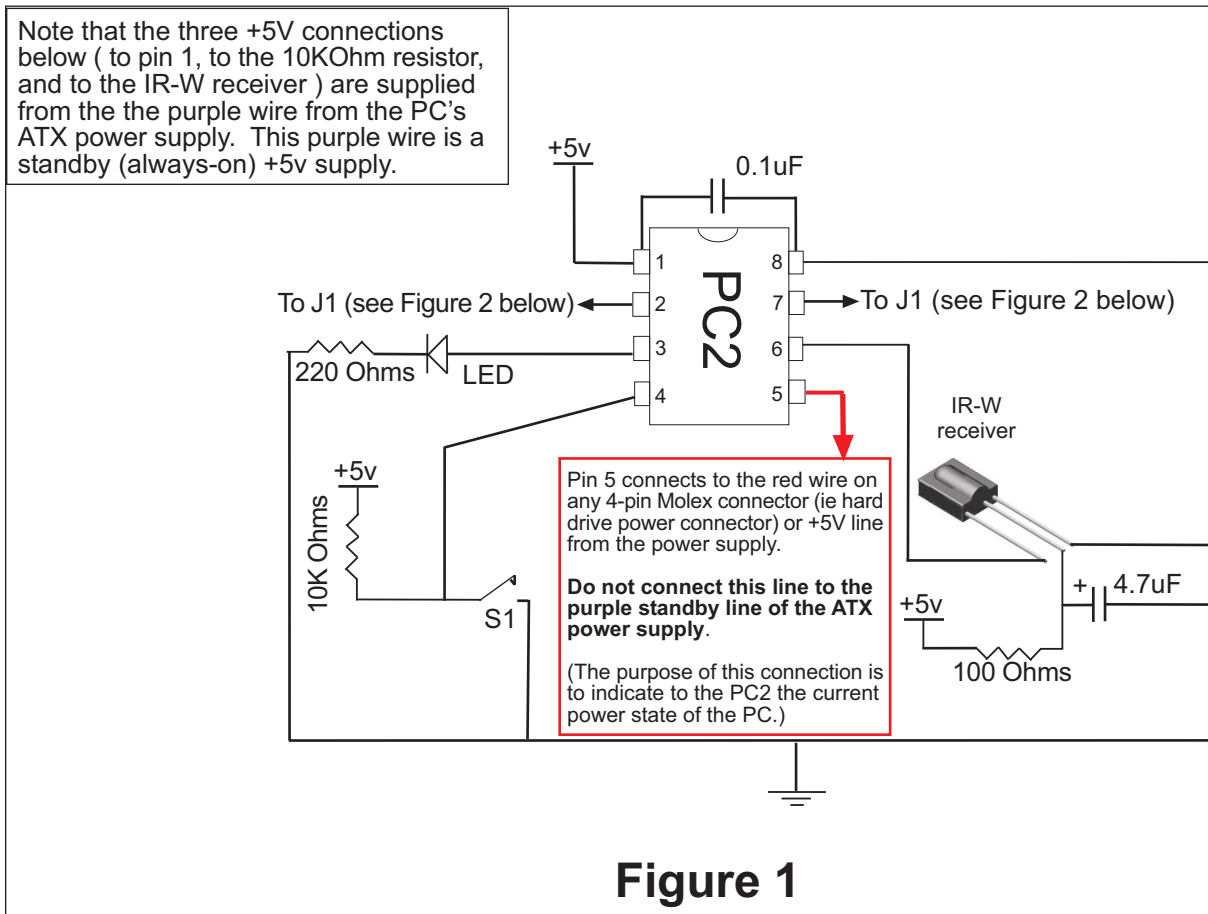 Note that the three +5V connections
below ( to pin 1, to the 10KOhm resistor,
and to the IR-W receiver ) are supplied
from the the purple wire from the PC's
ATX power supply.  This purple wire is a
standby (always-on) +5v supply.
+5v
0.1uF
1
8
PC2
To J1 (see Figure 2 below)
2
7
To J1 (see Figure 2 below)
3
6
220 Ohms
LED
4
5
IR-W
receiver
+5v
10K Ohms
S1
Pin 5 connects to the red wire on
any 4-pin Molex connector (ie hard
drive power connector) or +5V line
from the power supply.
Do not connect this line to the
purple standby line of the ATX
power supply.
(The purpose of this connection is
to indicate to the PC2 the current
power state of the PC.)
+ 4.7uF
+5v
100 Ohms
Figure 1